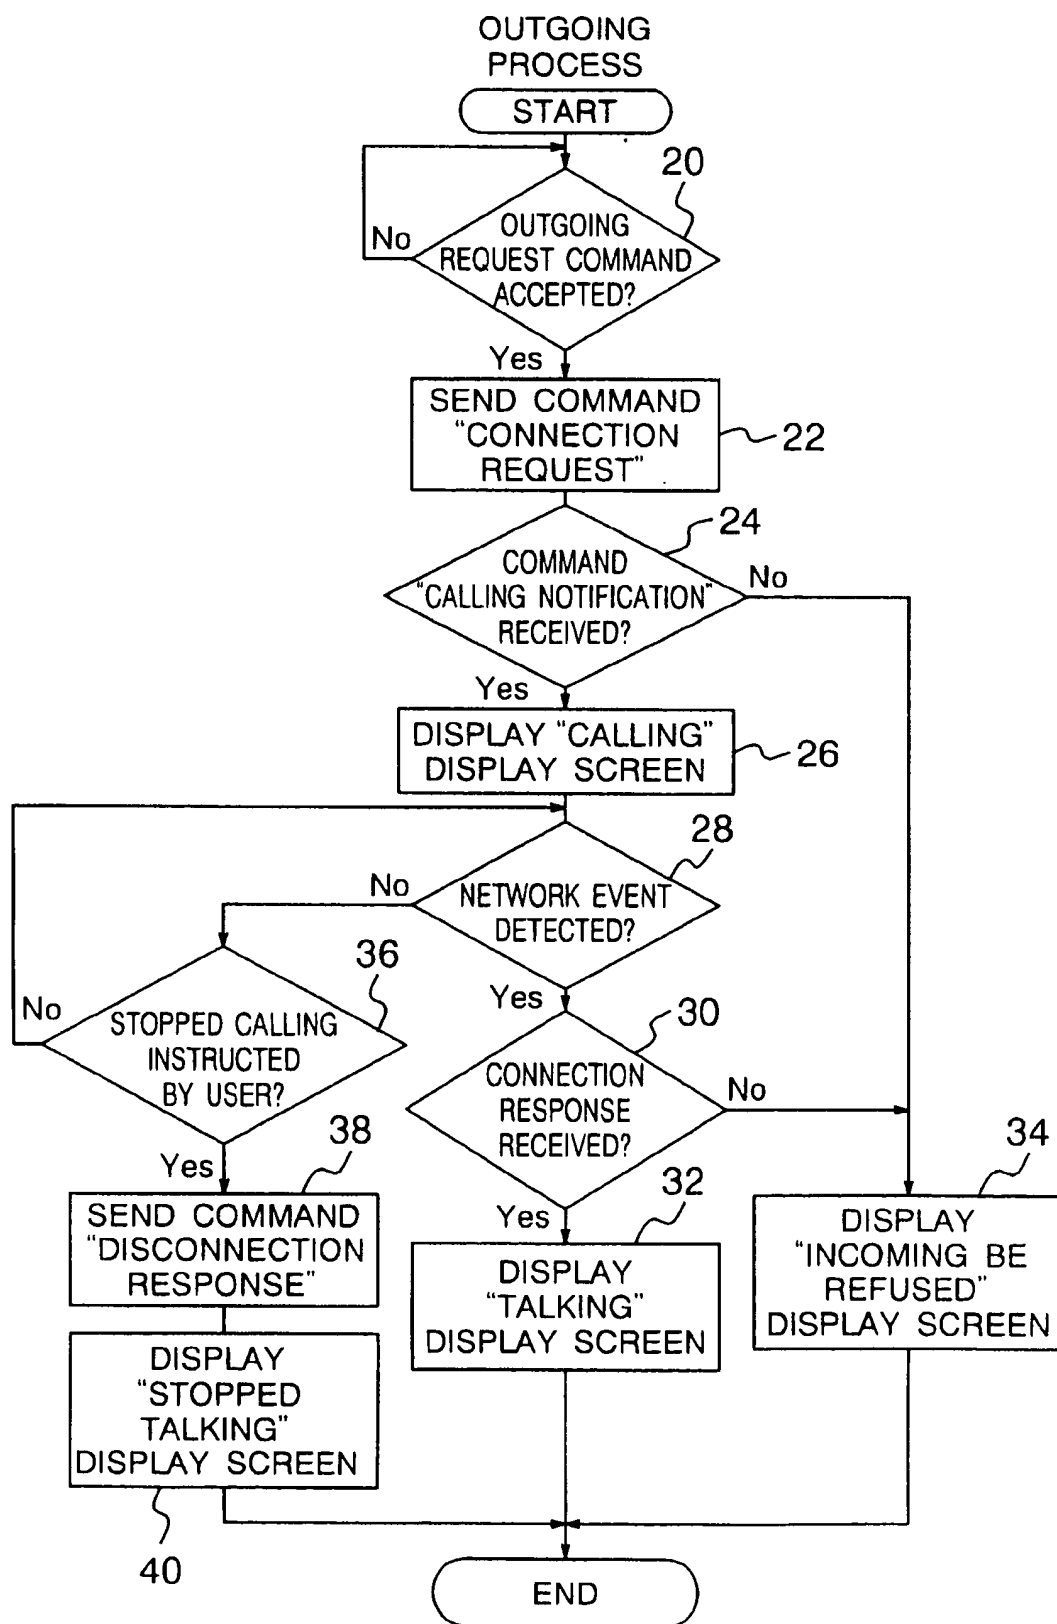 OUTGOING
PROCESS
START
20
OUTGOING
REQUEST COMMAND
ACCEPTED?
No
Yes
SEND COMMAND
"CONNECTION
REQUEST"
22
24
COMMAND
"CALLING NOTIFICATION"
RECEIVED?
No
Yes
DISPLAY "CALLING"
DISPLAY SCREEN
26
28
No
NETWORK EVENT
DETECTED?
36
Yes
No
STOPPED CALLING
INSTRUCTED
BY USER?
30
CONNECTION
RESPONSE
RECEIVED?
No
Yes
38
SEND COMMAND
"DISCONNECTION
RESPONSE"
Yes
32
DISPLAY
"TALKING"
DISPLAY SCREEN
34
DISPLAY
"INCOMING BE
REFUSED"
DISPLAY SCREEN
DISPLAY
"STOPPED
TALKING"
DISPLAY SCREEN
40
END